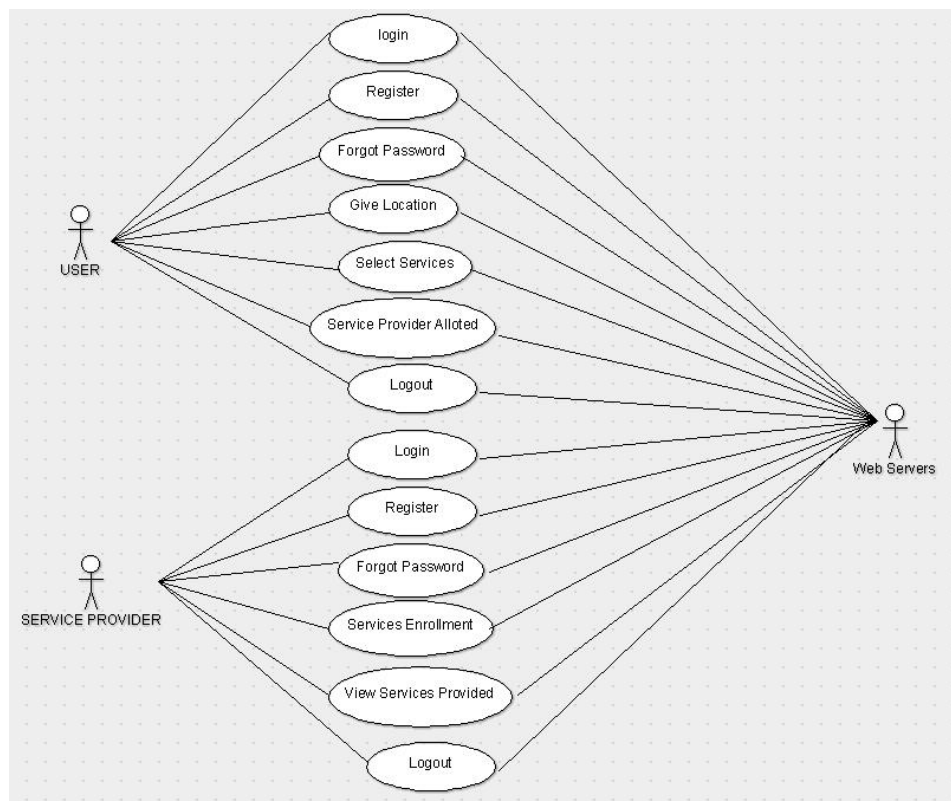 login
Register
Forgot Password
Give Location
USER
Select Services
Service Provider Alloted
Logout
Login
Web Servers
Register
Forgot Password
SERVICE PROVIDER
Services Enrollment
View Services Provided
Logout